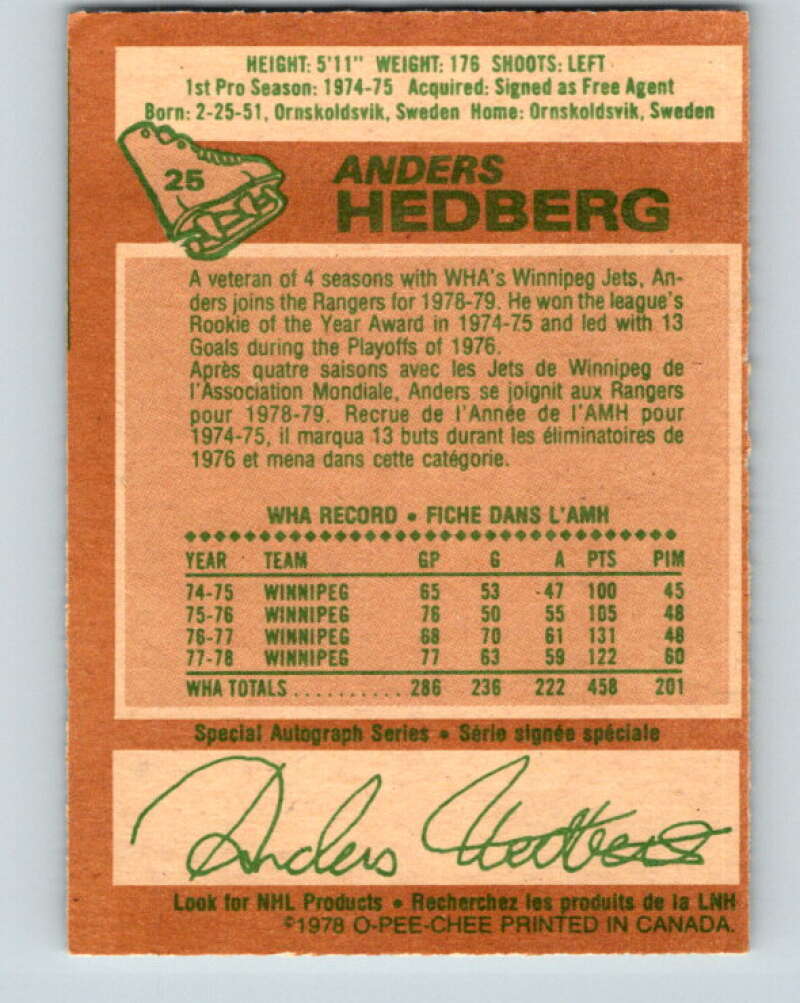 HEIGHT: 5'11" WEIGHT: 176 SHOOTS: LEFT
1st Pro Season: 1974-75 Acquired: Signed as Free Agent
Born: 2-25-51, Ornskoldsvik, Sweden Home: Ornskoldsvik, Sweden
25
ANDERS
HEDBERG
A veteran of 4 seasons with WHA's Winnipeg Jets, An-
ders joins the Rangers for 1978-79. He won the league's
Rookie of the Year Award in 1974-75 and led with 13
Goals during the Playoffs of 1976.
Après quatre saisons avec les Jets de Winnipeg de
l'Association Mondiale, Anders se joignit aux Rangers
pour 1978-79. Recrue de l'Année de l'AMH pour
1974-75, il marqua 13 buts durant les éliminatoires de
1976 et mena dans cette catégorie.
WHA RECORD • FICHE DANS L'AMH
YEAR TEAM GP G A PTS PIM
74-75 WINNIPEG 65 53 47 100 45
75-76 WINNIPEG 76 50 55 105 48
76-77 WINNIPEG 68 70 61 131 48
77-78 WINNIPEG 77 63 59 122 60
WHA TOTALS .......... 286 236 222 458 201
Special Autograph Series • Série signée spéciale
Anders Hedberg
Look for NHL Products • Recherchez les produits de la LNH
©1978 O-PEE-CHEE PRINTED IN CANADA.